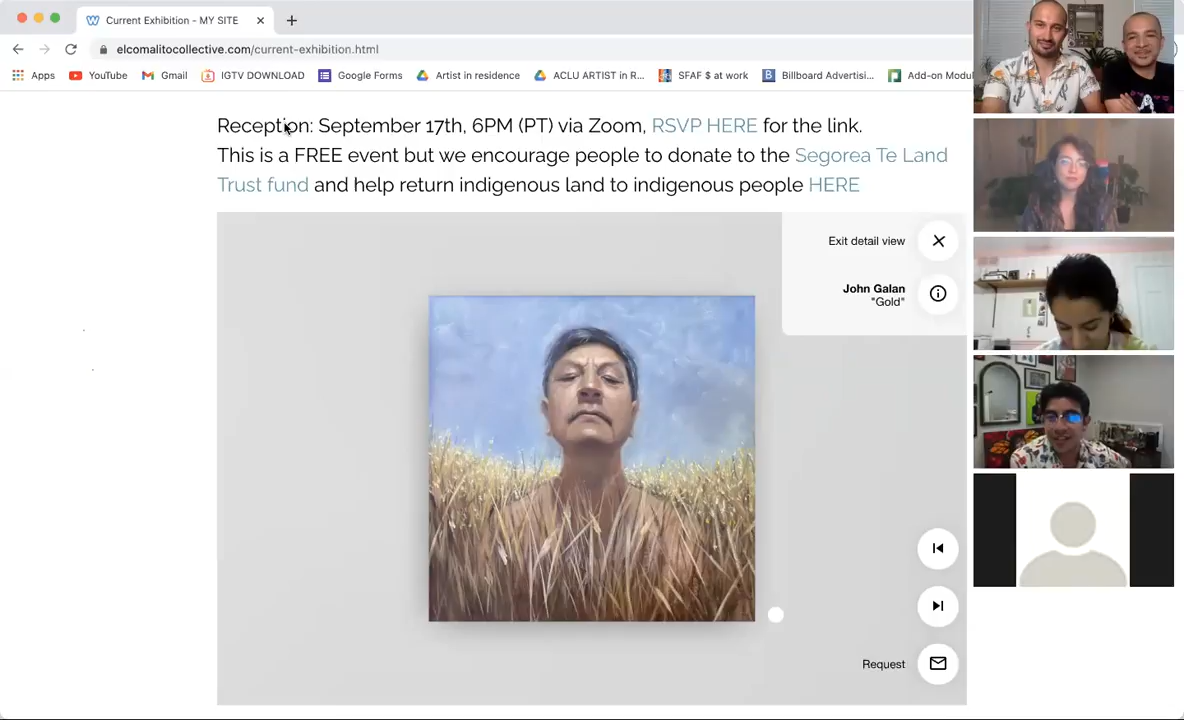 Current Exhibition - MY SITE
elcomalitocollective.com/current-exhibition.html
Apps YouTube Gmail IGTV DOWNLOAD Google Forms Artist in residence ACLU ARTIST in R... SFAF $ at work Billboard Advertisi... Add-on Modul
Reception: September 17th, 6PM (PT) via Zoom, RSVP HERE for the link.
This is a FREE event but we encourage people to donate to the Segorea Te Land
Trust fund and help return indigenous land to indigenous people HERE
Exit detail view
John Galan
"Gold"
Request